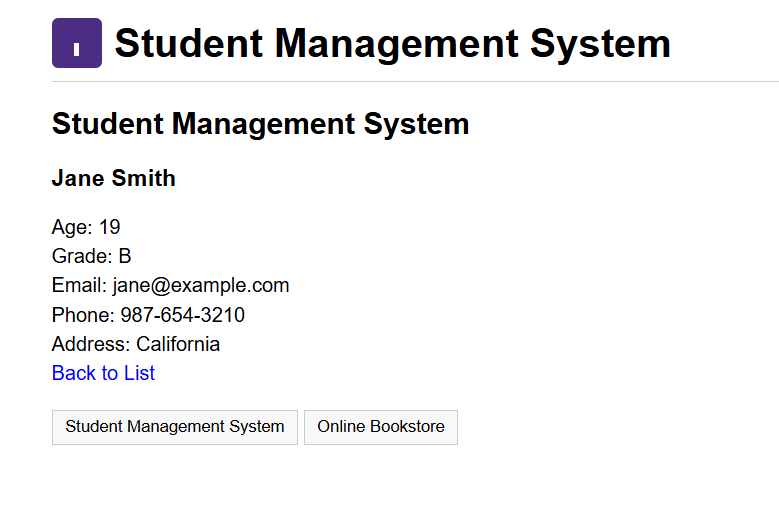 Student Management System
Student Management System
Jane Smith
Age: 19
Grade: B
Email: jane@example.com
Phone: 987-654-3210
Address: California
Back to List
Student Management System
Online Bookstore